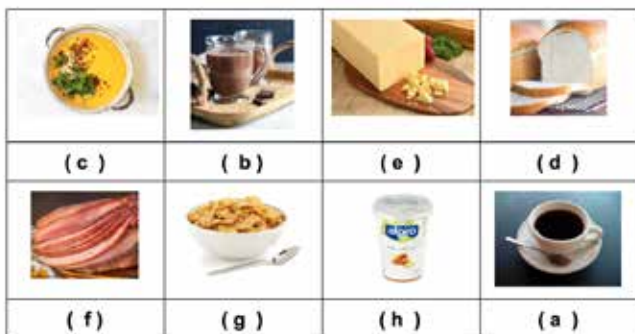 ( c ) ( b ) ( e ) ( d )
alpro
( f ) ( g ) ( h ) ( a )